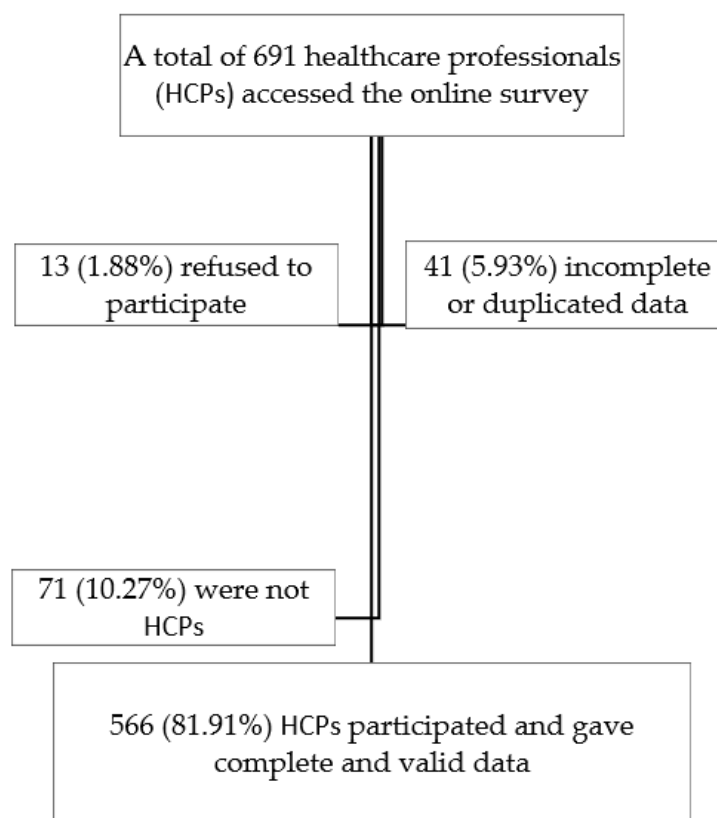 A total of 691 healthcare professionals
(HCPs) accessed the online survey
13 (1.88%) refused to
participate
41 (5.93%) incomplete
or duplicated data
71 (10.27%) were not
HCPs
566 (81.91%) HCPs participated and gave
complete and valid data